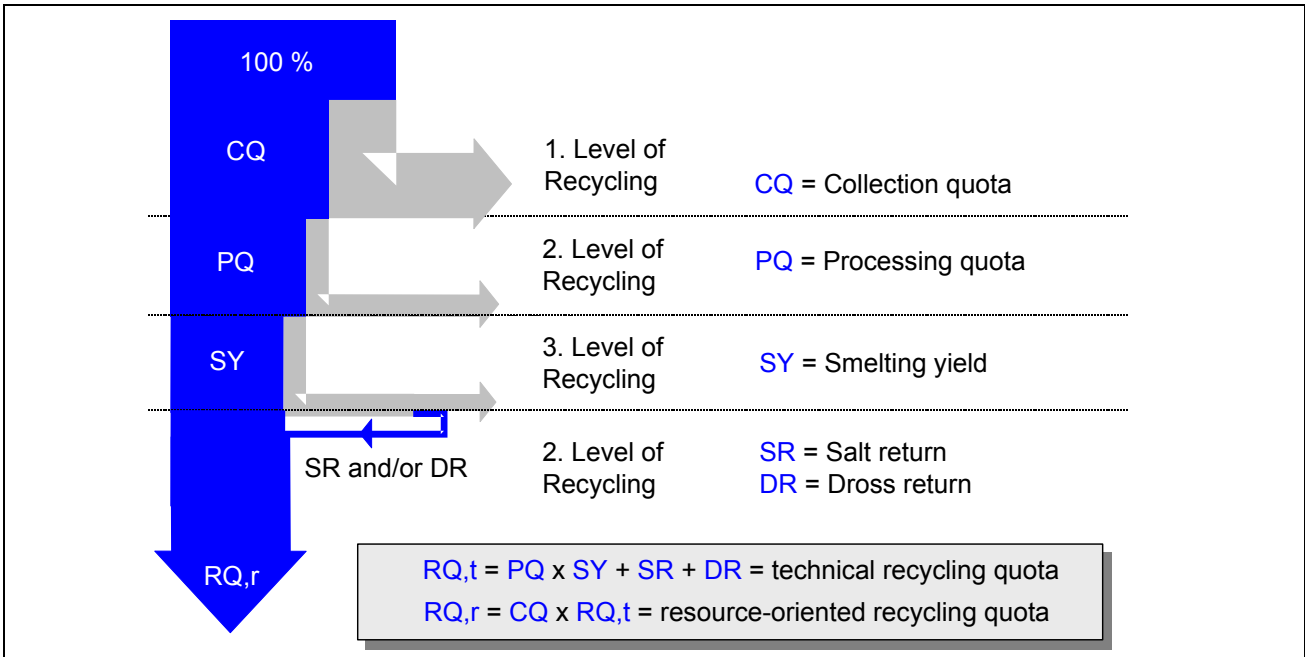 100 %
CQ
1. Level of
Recycling
CQ = Collection quota
PQ
2. Level of
Recycling
PQ = Processing quota
SY
3. Level of
Recycling
SY = Smelting yield
SR and/or DR
2. Level of
Recycling
SR = Salt return
DR = Dross return
RQ,r
RQ,t = PQ x SY + SR + DR = technical recycling quota
RQ,r = CQ x RQ,t = resource-oriented recycling quota